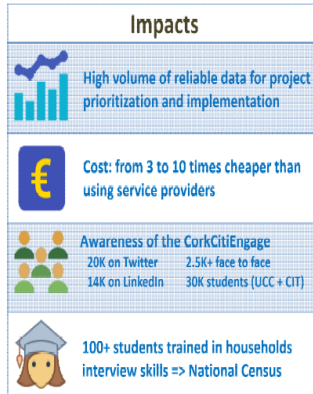 Impacts
High volume of reliable data for project
prioritization and implementation
€
Cost: from 3 to 10 times cheaper than
using service providers
Awareness of the CorkCitiEngage
20K on Twitter 2.5K+ face to face
14K on LinkedIn 30K students (UCC + CIT)
100+ students trained in households
interview skills => National Census